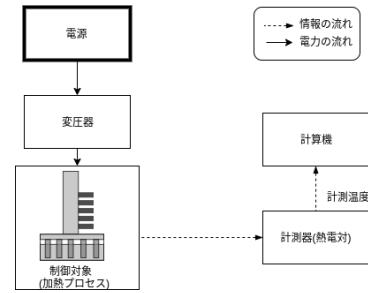 電源
情報の流れ
電力の流れ
変圧器
計算機
計測温度
計測器(熱電対)
制御対象
(加熱プロセス)